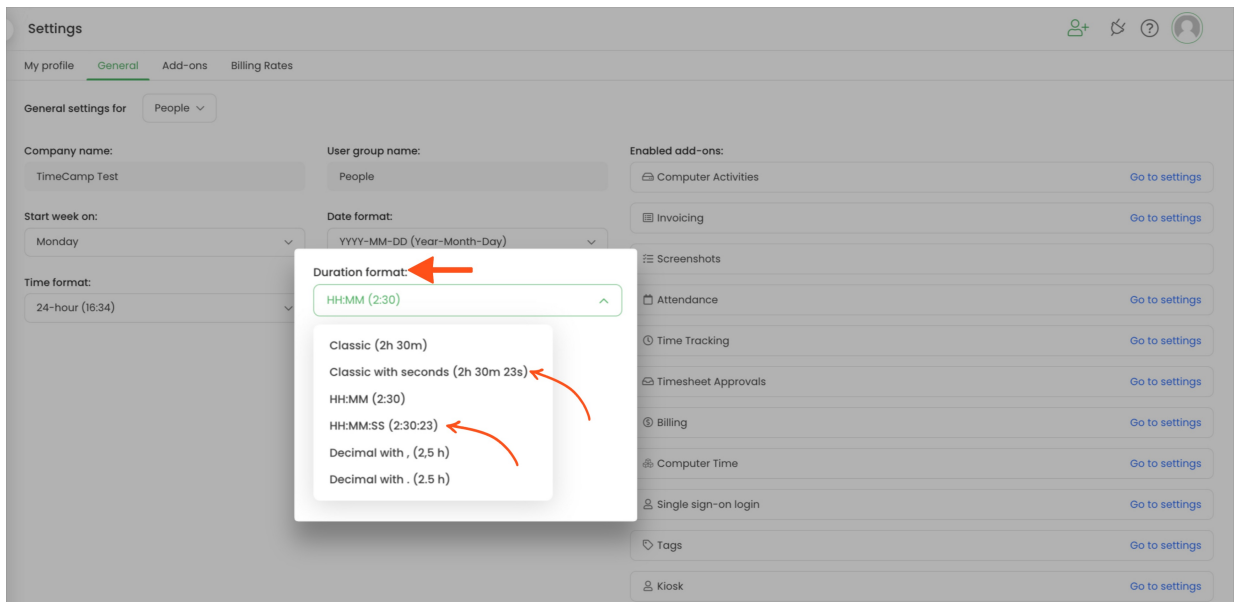 Settings
My profile General Add-ons Billing Rates
General settings for People
Company name:
TimeCamp Test
User group name:
People
Start week on:
Monday
Date format:
YYYY-MM-DD (Year-Month-Day)
Time format:
24-hour (16:34)
Duration format:
HH:MM (2:30)
Classic (2h 30m)
Classic with seconds (2h 30m 23s)
HH:MM (2:30)
HH:MM:SS (2:30:23)
Decimal with , (2,5 h)
Decimal with . (2.5 h)
Enabled add-ons:
Computer Activities Go to settings
Invoicing Go to settings
Screenshots
Attendance Go to settings
Time Tracking Go to settings
Timesheet Approvals Go to settings
Billing Go to settings
Computer Time Go to settings
Single sign-on login Go to settings
Tags Go to settings
Kiosk Go to settings